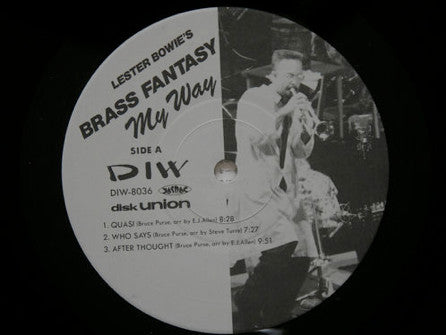 LESTER BOWIE'S
BRASS FANTASY
My Way
SIDE A
DIW
DIW-8036
disk union
1. QUASI (Bruce Purse, arr by E.J.Allen) 8:28
2. WHO SAYS (Bruce Purse, arr by Steve Turre) 7:27
3. AFTER THOUGHT (Bruce Purse, arr by E.J.Allen) 9:51